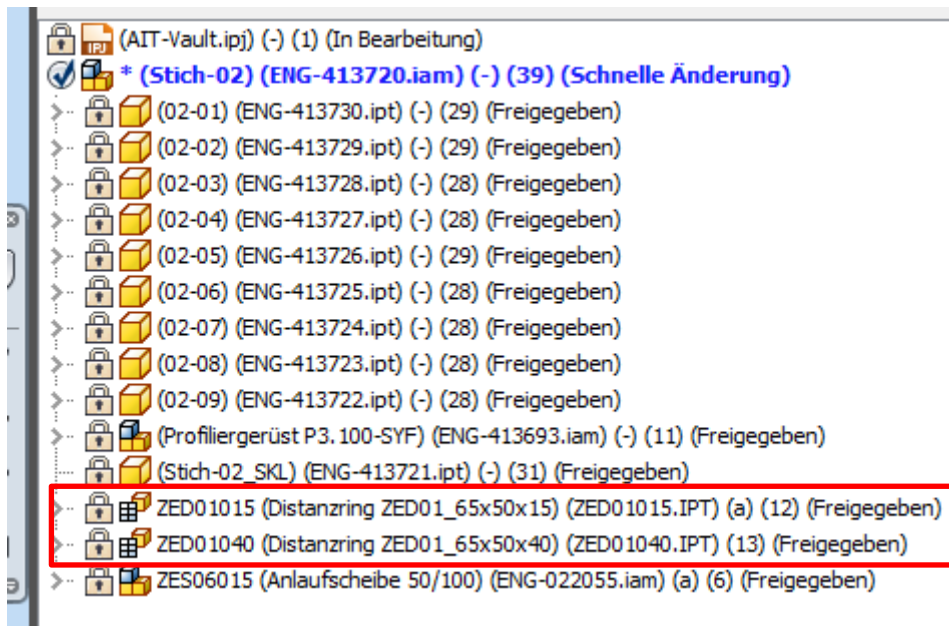 (AIT-Vault.ipj) (-) (1) (In Bearbeitung)
* (Stich-02) (ENG-413720.iam) (-) (39) (Schnelle Änderung)
(02-01) (ENG-413730.ipt) (-) (29) (Freigegeben)
(02-02) (ENG-413729.ipt) (-) (29) (Freigegeben)
(02-03) (ENG-413728.ipt) (-) (28) (Freigegeben)
(02-04) (ENG-413727.ipt) (-) (28) (Freigegeben)
(02-05) (ENG-413726.ipt) (-) (29) (Freigegeben)
(02-06) (ENG-413725.ipt) (-) (28) (Freigegeben)
(02-07) (ENG-413724.ipt) (-) (28) (Freigegeben)
(02-08) (ENG-413723.ipt) (-) (28) (Freigegeben)
(02-09) (ENG-413722.ipt) (-) (28) (Freigegeben)
(Profiliergerüst P3.100-SYF) (ENG-413693.iam) (-) (11) (Freigegeben)
(Stich-02_SKL) (ENG-413721.ipt) (-) (31) (Freigegeben)
ZED01015 (Distanzring ZED01_65x50x15) (ZED01015.IPT) (a) (12) (Freigegeben)
ZED01040 (Distanzring ZED01_65x50x40) (ZED01040.IPT) (13) (Freigegeben)
ZES06015 (Anlaufscheibe 50/100) (ENG-022055.iam) (a) (6) (Freigegeben)